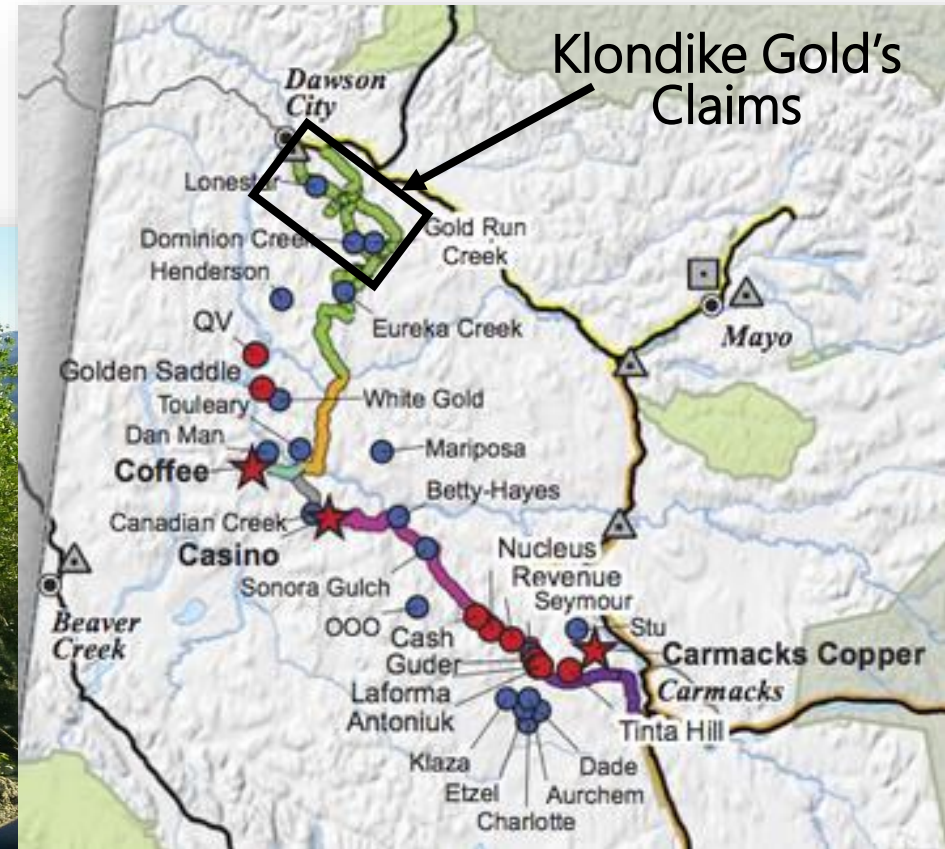 Klondike Gold's
Claims
Dawson
City
Lonestar
Gold Run
Creek
Dominion Creek
Henderson
Mayo
QV
Eureka Creek
Golden Saddle
Touleary
White Gold
Dan Man
Mariposa
Coffee
Betty-Hayes
Canadian Creek
Casino
Nucleus
Revenue
Sonora Gulch
Seymour
OOO
Stu
Beaver
Creek
Cash
Guder
Carmacks Copper
Laforma
Carmacks
Antoniuk
Tinta Hill
Klaza
Dade
Etzel
Aurchem
Charlotte